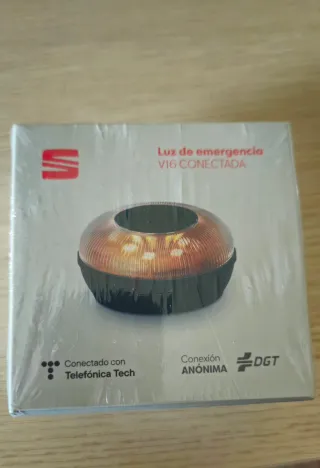 Luz de emergencia
V16 CONECTADA
Conectado con
Telefónica Tech
Conexión
ANÓNIMA
DGT